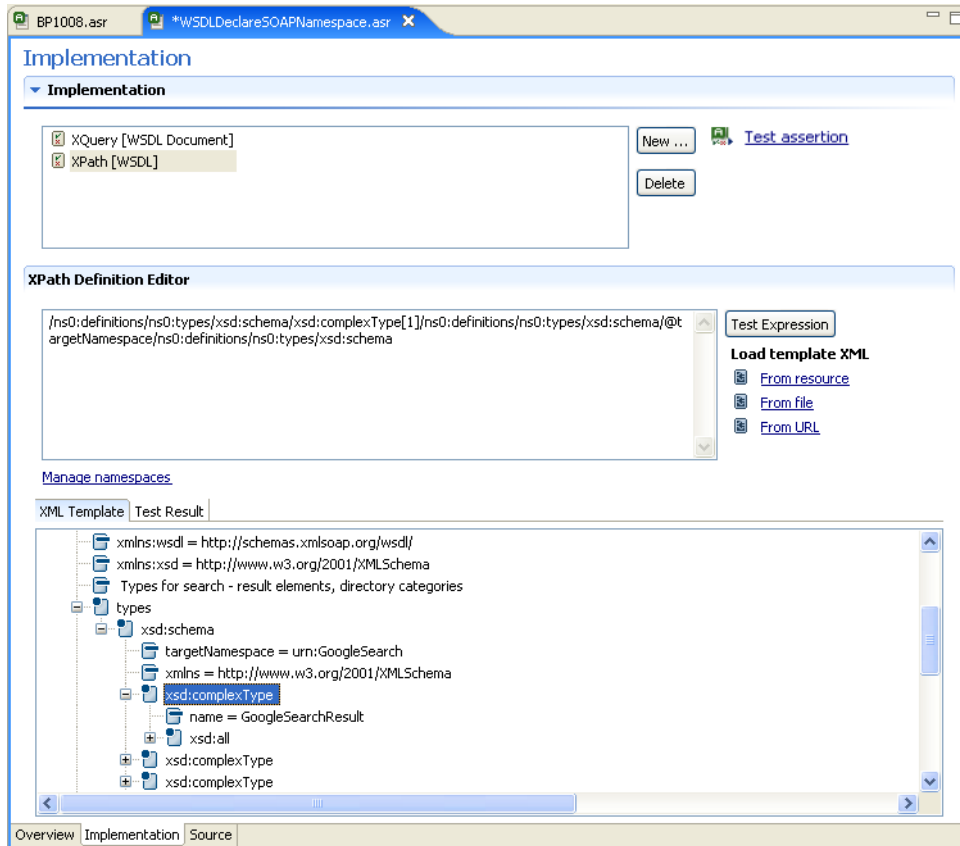 BP1008.asr
*WSDLDeclareSOAPNamespace.asr
Implementation
Implementation
XQuery [WSDL Document]
XPath [WSDL]
New ...
Test assertion
Delete
XPath Definition Editor
/ns0:definitions/ns0:types/xsd:schema/xsd:complexType[1]/ns0:definitions/ns0:types/xsd:schema/@t
argetNamespace/ns0:definitions/ns0:types/xsd:schema
Test Expression
Load template XML
From resource
From file
From URL
Manage namespaces
XML Template
Test Result
xmlns:wsdl = http://schemas.xmlsoap.org/wsdl/
xmlns:xsd = http://www.w3.org/2001/XMLSchema
Types for search - result elements, directory categories
types
xsd:schema
targetNamespace = urn:GoogleSearch
xmlns = http://www.w3.org/2001/XMLSchema
xsd:complexType
name = GoogleSearchResult
xsd:all
xsd:complexType
xsd:complexType
Overview
Implementation
Source